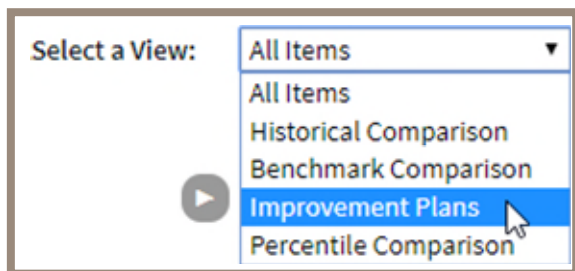 Select a View: All Items
All Items
Historical Comparison
Benchmark Comparison
Improvement Plans
Percentile Comparison